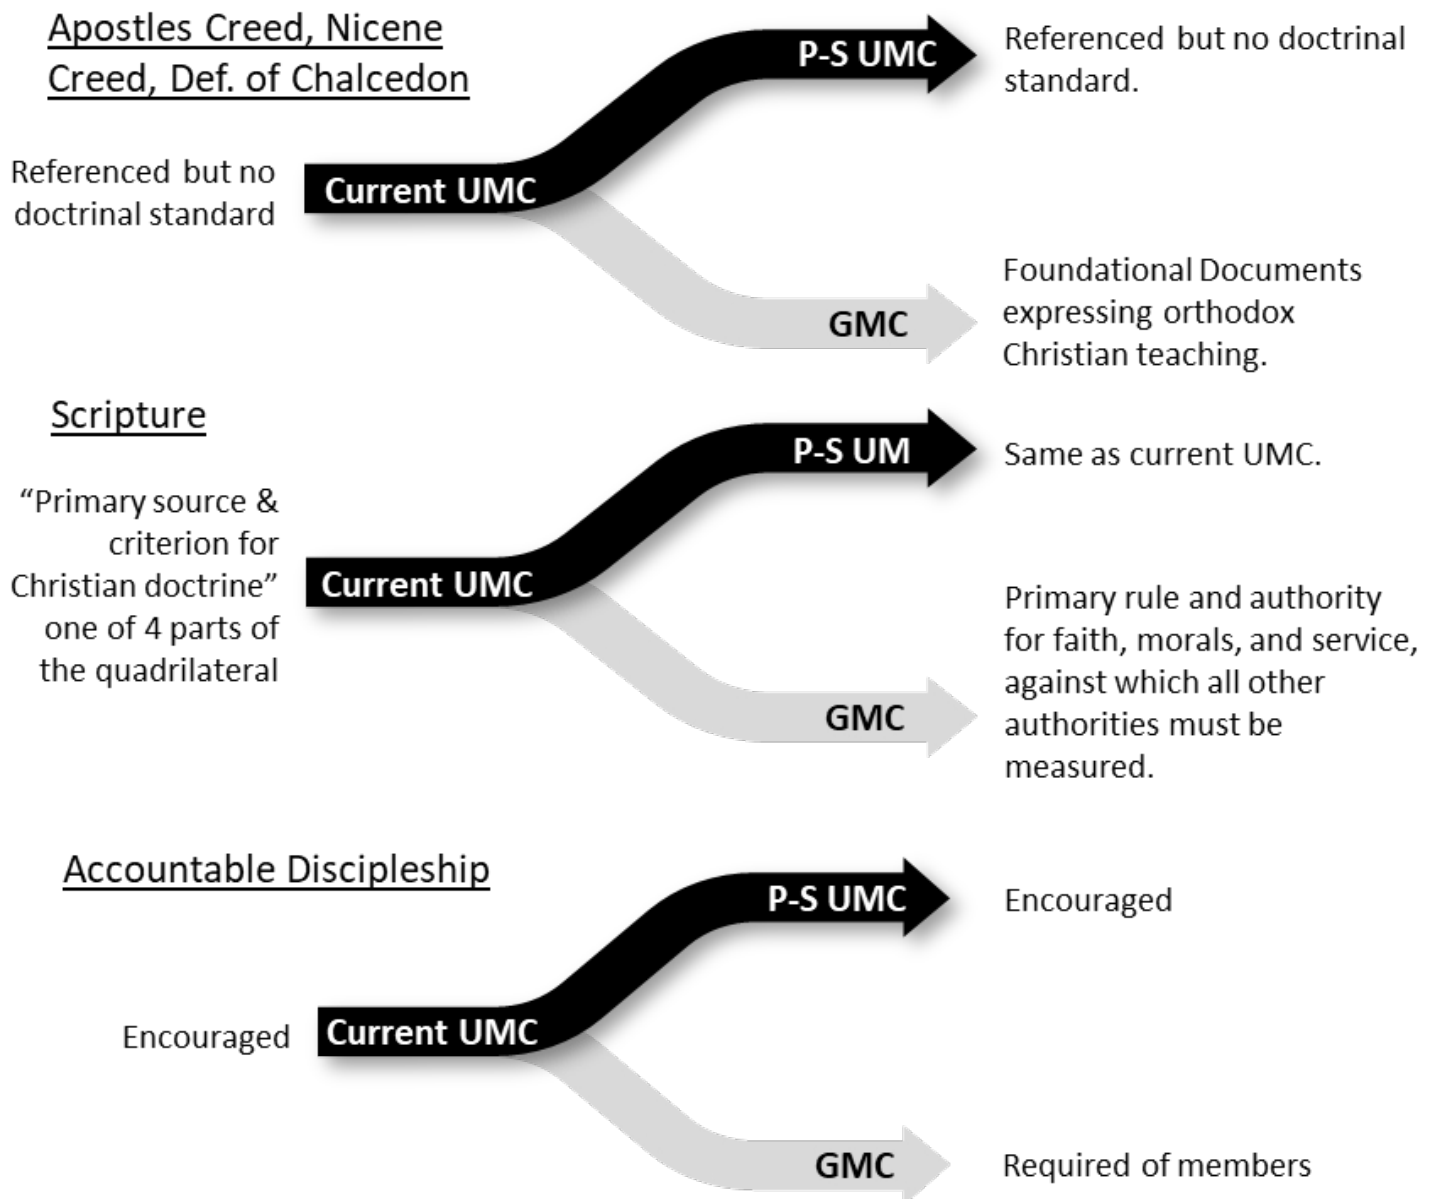 Apostles Creed, Nicene
Creed, Def. of Chalcedon
Referenced but no
doctrinal standard
Current UMC
P-S UMC
Referenced but no doctrinal
standard.
GMC
Foundational Documents
expressing orthodox
Christian teaching.
Scripture
“Primary source &
criterion for
Christian doctrine”
one of 4 parts of
the quadrilateral
Current UMC
P-S UM
Same as current UMC.
GMC
Primary rule and authority
for faith, morals, and service,
against which all other
authorities must be
measured.
Accountable Discipleship
Encouraged
Current UMC
P-S UMC
Encouraged
GMC
Required of members